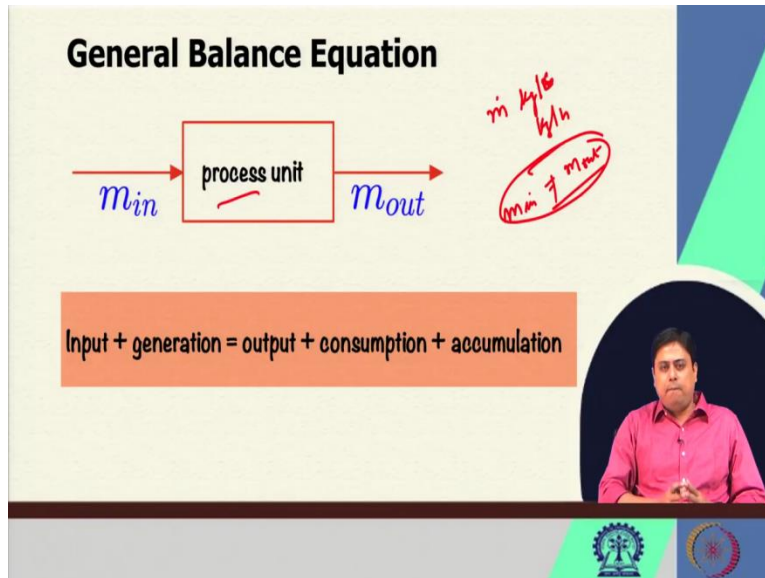 General Balance Equation
ṁ kg/s
kg/h
m_in process unit m_out
m_in ≠ m_out
Input + generation = output + consumption + accumulation